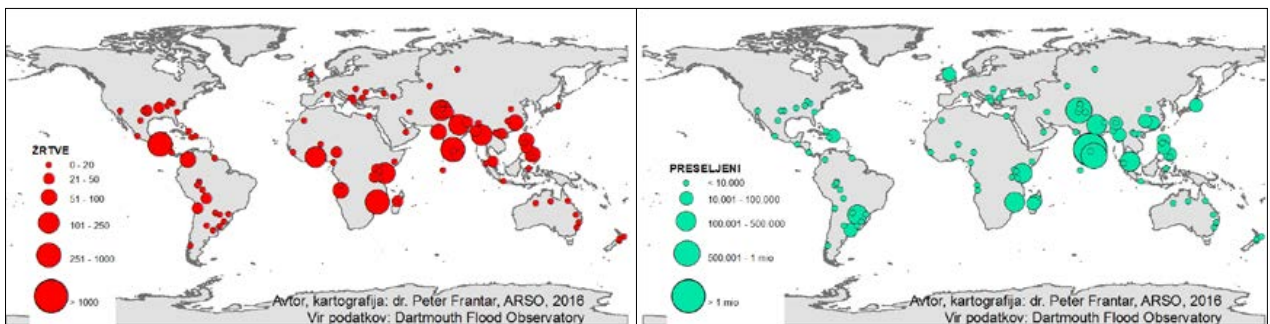 ŽRTVE
0 - 20
21 - 50
51 - 100
101 - 250
251 - 1000
> 1000
Avtor, kartografija: dr. Peter Frantar, ARSO, 2016
Vir podatkov: Dartmouth Flood Observatory
PRESELJENI
< 10.000
10.001 - 100.000
100.001 - 500.000
500.001 - 1 mio
> 1 mio
Avtor, kartografija: dr. Peter Frantar, ARSO, 2016
Vir podatkov: Dartmouth Flood Observatory